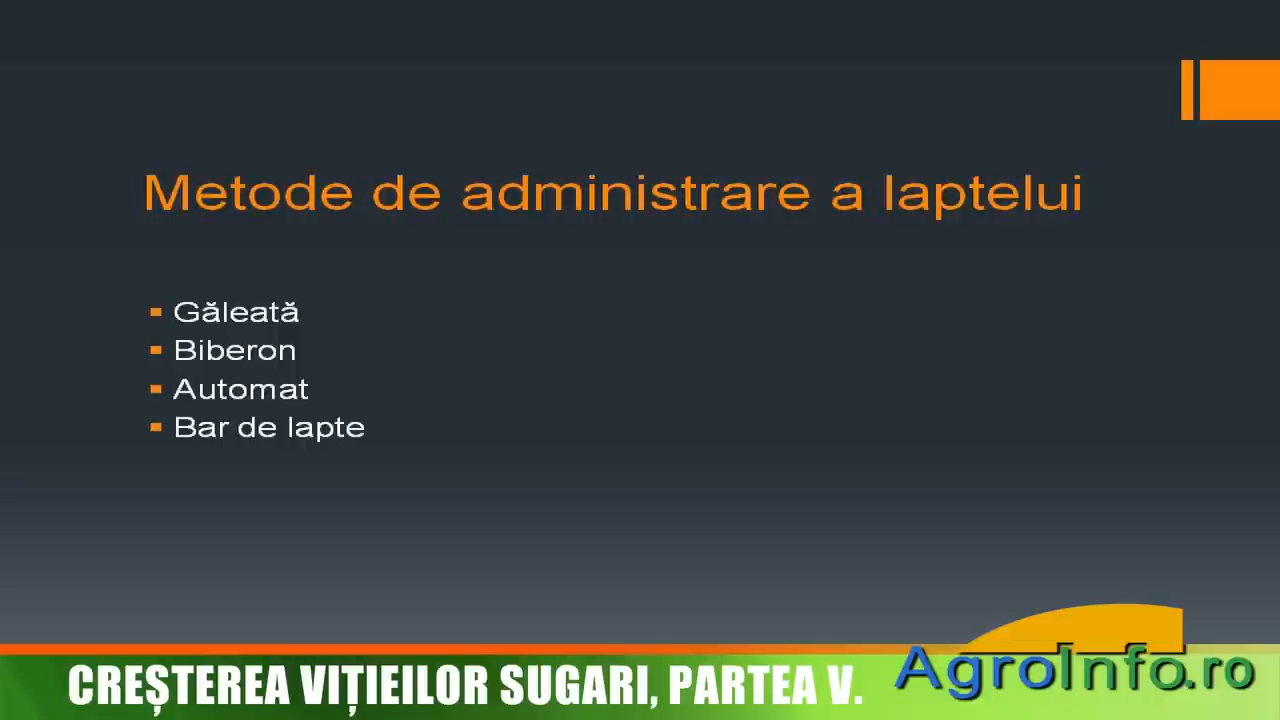 Metode de administrare a laptelui
Găleată
Biberon
Automat
Bar de lapte
CREȘTEREA VIȚIEILOR SUGARI, PARTEA V.
AgroInfo.ro